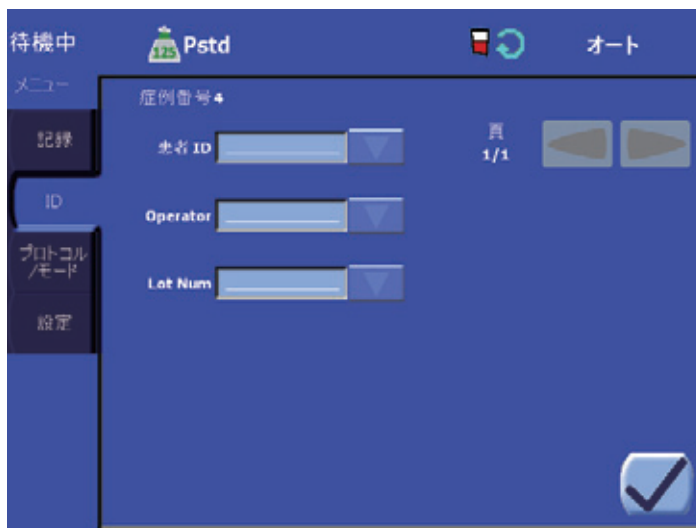 待機中
125
Pstd
オート
メニュー
症例番号4
記録
患者 ID
頁
1/1
ID
Operator
プロトコル
/モード
Lot Num
設定